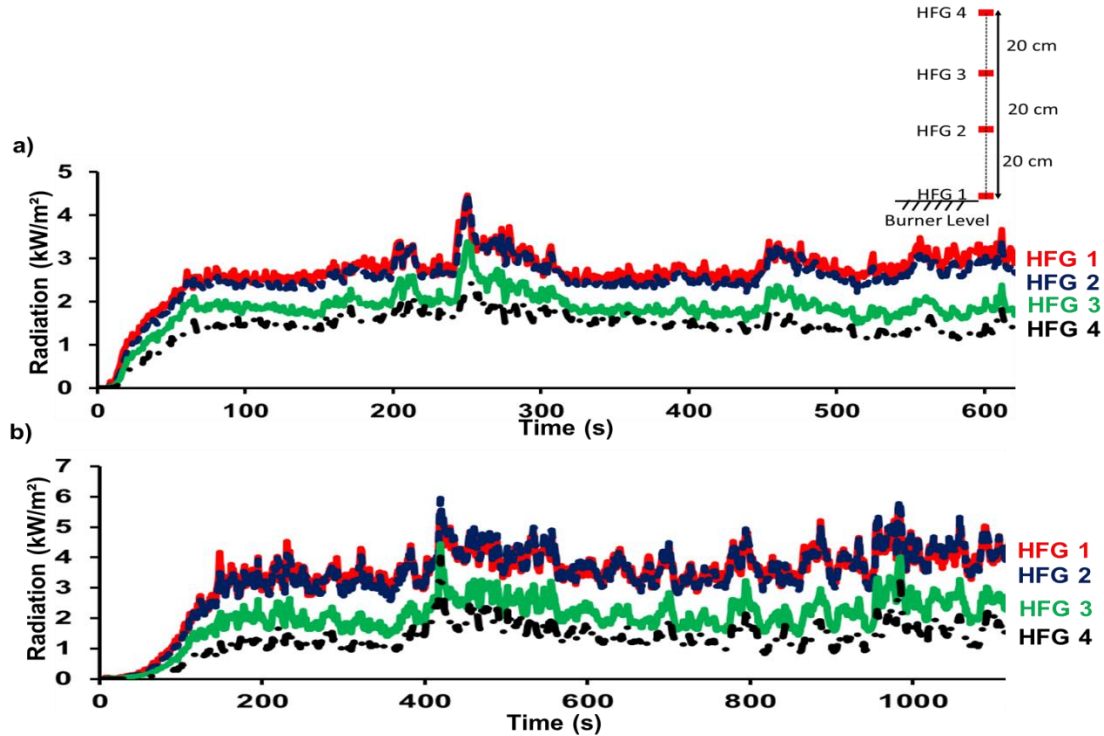 HFG 4
20 cm
HFG 3
20 cm
HFG 2
20 cm
HFG 1
Burner Level
a)
Radiation (kW/m²)
5
4
3
2
1
0
0 100 200 300 400 500 600
Time (s)
HFG 1
HFG 2
HFG 3
HFG 4
b)
Radiation (kW/m²)
7
6
5
4
3
2
1
0
0 200 400 600 800 1000
Time (s)
HFG 1
HFG 2
HFG 3
HFG 4